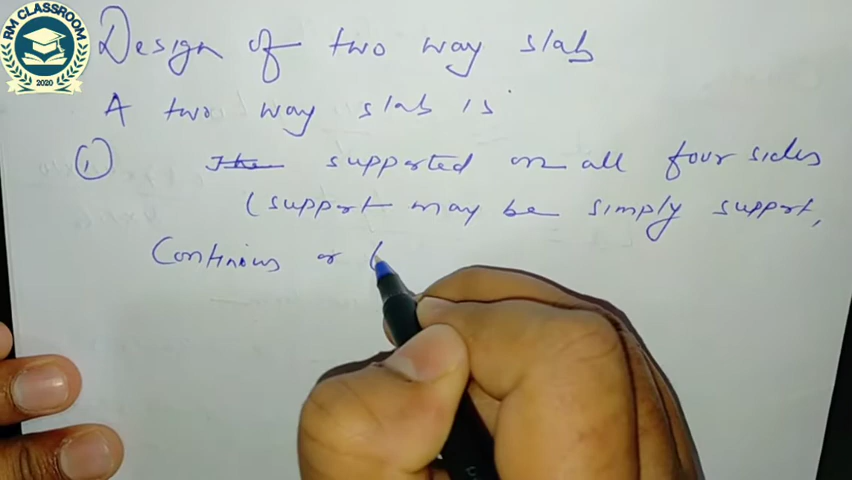 RM CLASSROOM
2020
Design of two way slab
A two way slab is
(1) The supported on all four sides
(support may be simply support,
Continious or